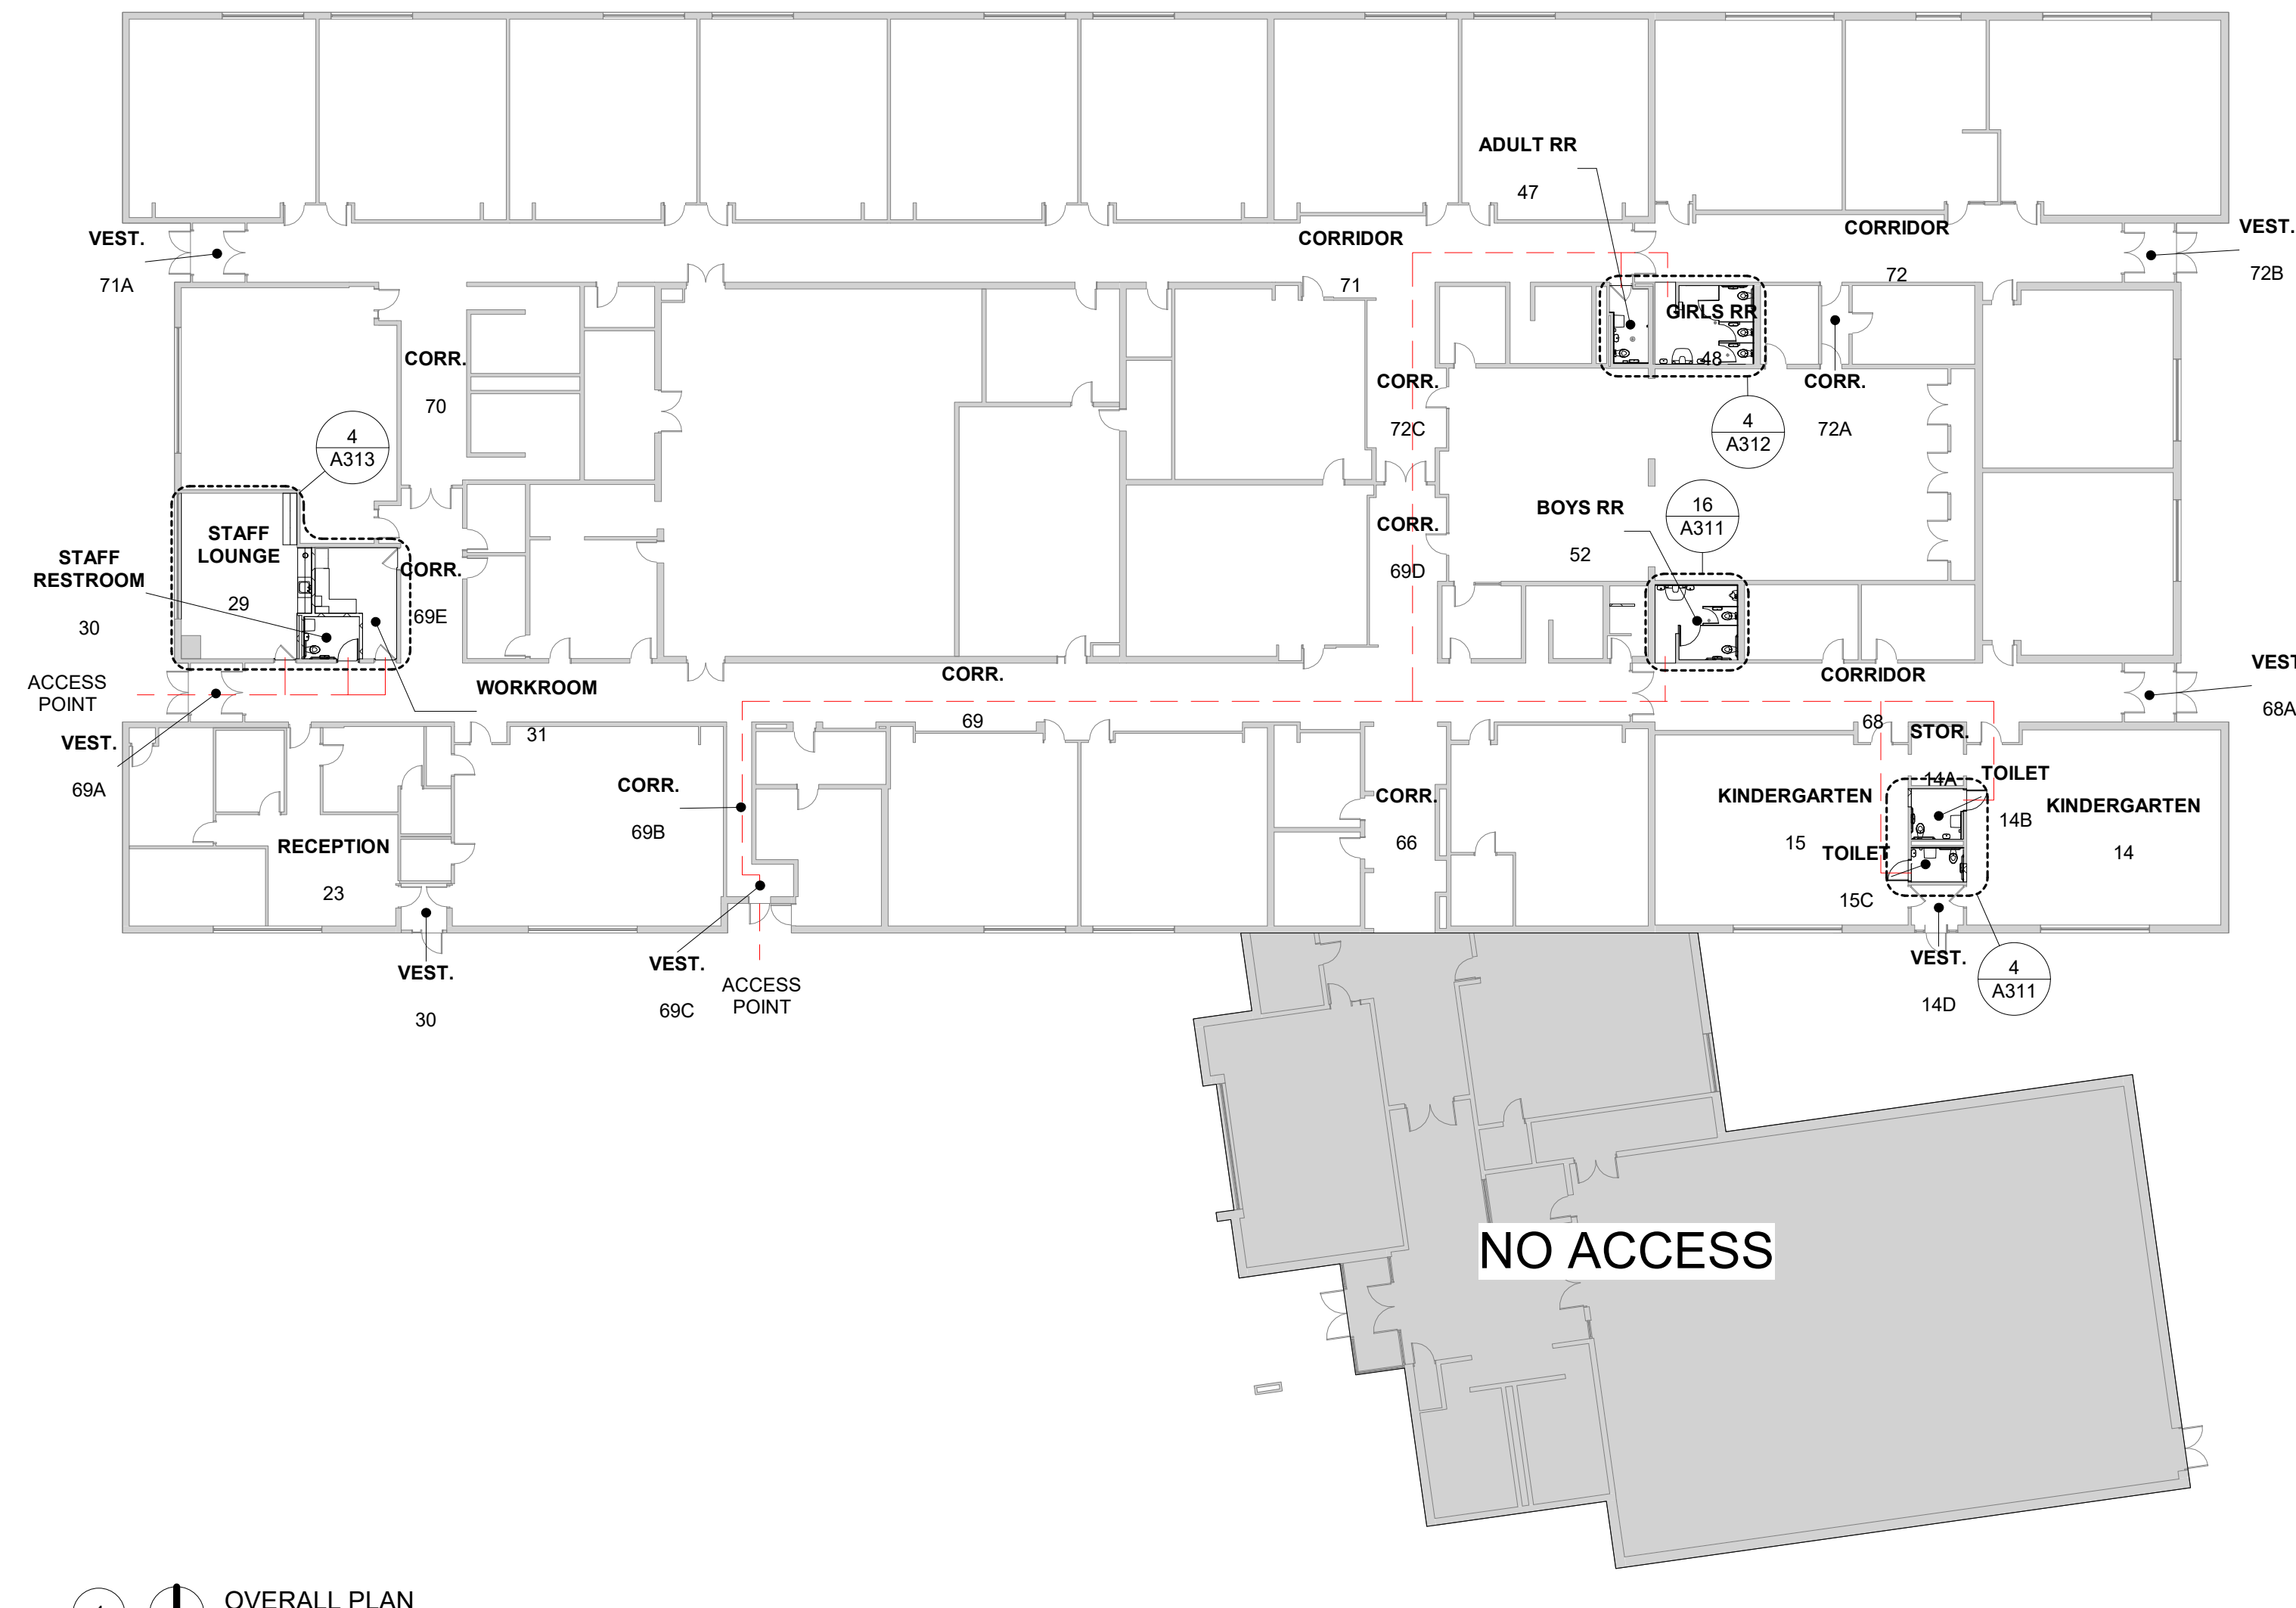 ADULT RR
47
VEST.
71A
CORRIDOR
71
CORRIDOR
72
VEST.
72B
GIRLS RR
48
CORR.
70
CORR.
72C
CORR.
72A
4
A313
4
A312
STAFF
LOUNGE
29
STAFF
RESTROOM
30
CORR.
69E
CORR.
69D
BOYS RR
52
16
A311
ACCESS
POINT
WORKROOM
31
CORR.
69
CORRIDOR
68
VEST
68A
VEST.
69A
STOR.
14A
TOILET
14B
CORR.
69B
CORR.
66
KINDERGARTEN
15
KINDERGARTEN
14
RECEPTION
23
TOILET
15C
VEST.
30
VEST.
69C
ACCESS
POINT
VEST.
14D
4
A311
NO ACCESS
OVERALL PLAN